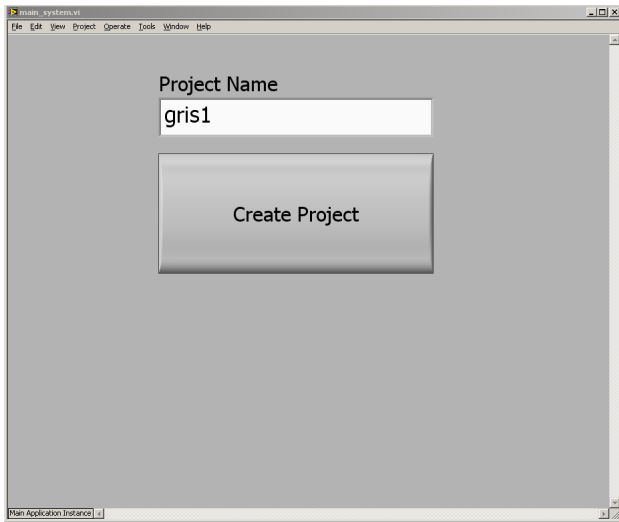 main_system.vi
File Edit View Project Operate Tools Window Help
Project Name
gris1
Create Project
Main Application Instance